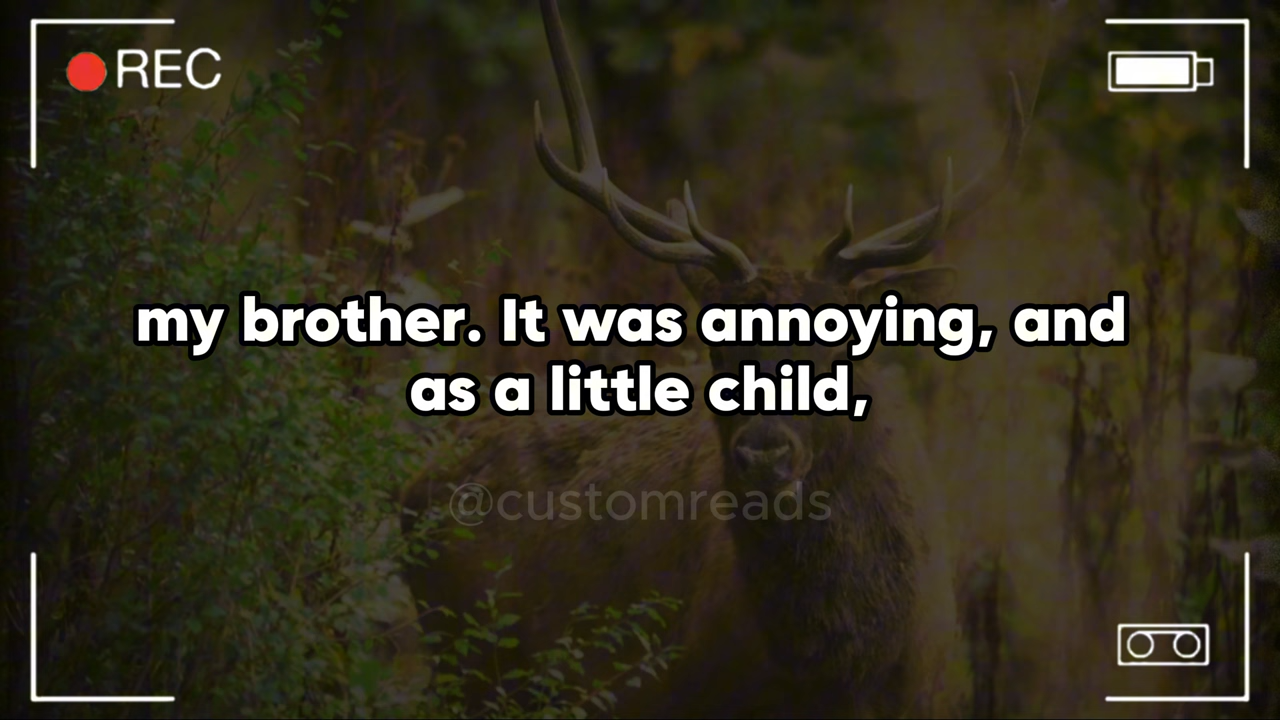 REC
my brother. It was annoying, and
as a little child,
@customreads